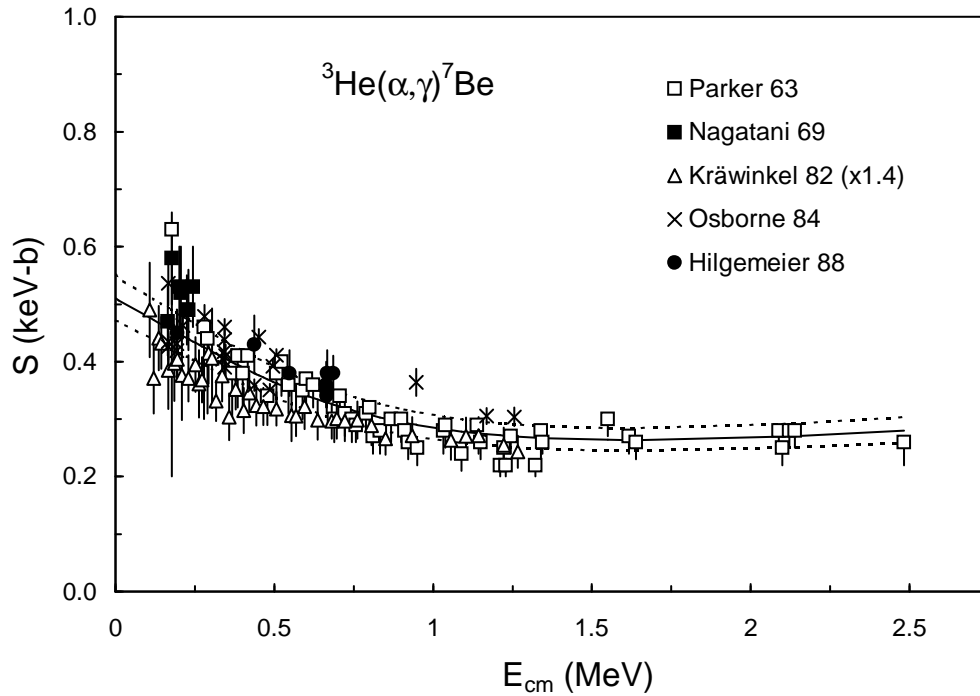 1.0
0.8
0.6
0.4
0.2
0.0
S (keV-b)
³He(α,γ)⁷Be
Parker 63
Nagatani 69
Kräwinkel 82 (x1.4)
Osborne 84
Hilgemeier 88
0 0.5 1 1.5 2 2.5
E_cm (MeV)